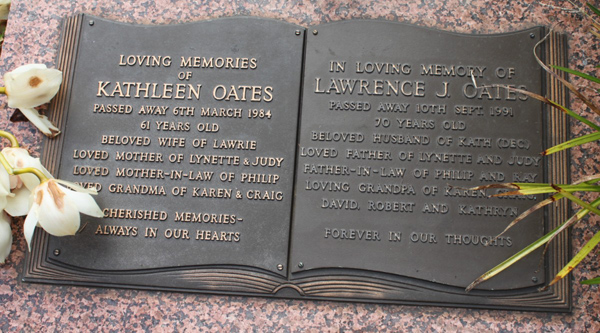 LOVING MEMORIES
OF
KATHLEEN OATES
PASSED AWAY 6TH MARCH 1984
61 YEARS OLD
BELOVED WIFE OF LAWRIE
LOVED MOTHER OF LYNETTE & JUDY
LOVED MOTHER-IN-LAW OF PHILIP
GRANDMA OF KAREN & CRAIG
CHERISHED MEMORIES-
ALWAYS IN OUR HEARTS
IN LOVING MEMORY OF
LAWRENCE J. OATES
PASSED AWAY 10TH SEPT. 1991
70 YEARS OLD
BELOVED HUSBAND OF KATH (DEC)
LOVED FATHER OF LYNETTE AND JUDY
FATHER-IN-LAW OF PHILIP AND RAY
LOVING GRANDPA OF KAREN,
DAVID, ROBERT AND KATHRYN
FOREVER IN OUR THOUGHTS